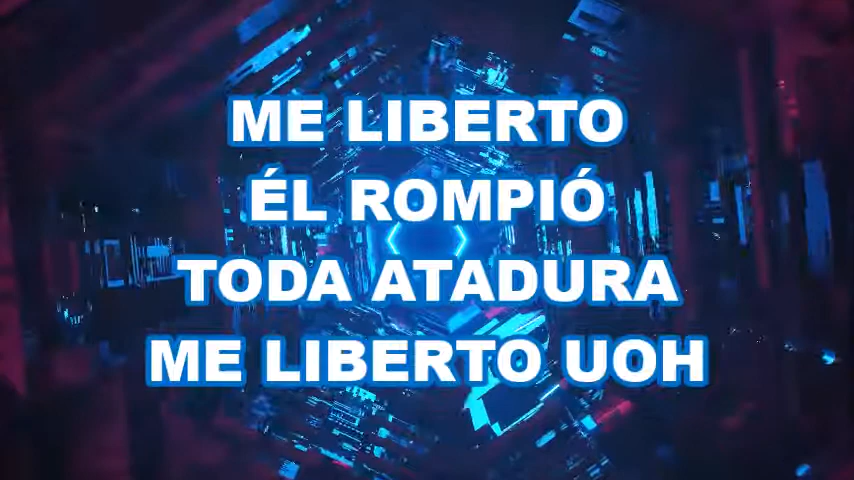 ME LIBERTO
ÉL ROMPIÓ
TODA ATADURA
ME LIBERTO UOH